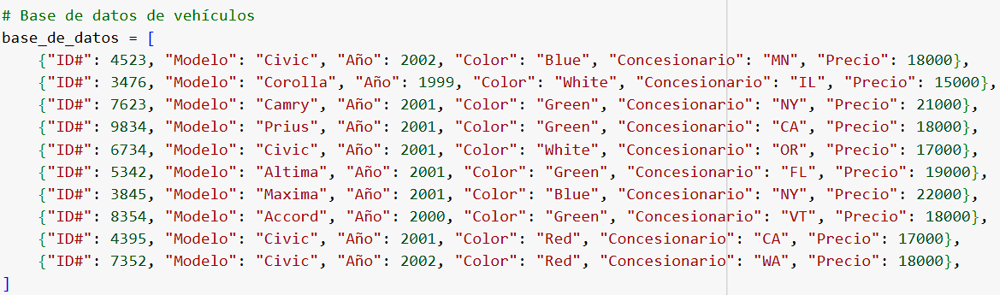 # Base de datos de vehículos
base_de_datos = [
    {"ID#": 4523, "Modelo": "Civic", "Año": 2002, "Color": "Blue", "Concesionario": "MN", "Precio": 18000},
    {"ID#": 3476, "Modelo": "Corolla", "Año": 1999, "Color": "White", "Concesionario": "IL", "Precio": 15000},
    {"ID#": 7623, "Modelo": "Camry", "Año": 2001, "Color": "Green", "Concesionario": "NY", "Precio": 21000},
    {"ID#": 9834, "Modelo": "Prius", "Año": 2001, "Color": "Green", "Concesionario": "CA", "Precio": 18000},
    {"ID#": 6734, "Modelo": "Civic", "Año": 2001, "Color": "White", "Concesionario": "OR", "Precio": 17000},
    {"ID#": 5342, "Modelo": "Altima", "Año": 2001, "Color": "Green", "Concesionario": "FL", "Precio": 19000},
    {"ID#": 3845, "Modelo": "Maxima", "Año": 2001, "Color": "Blue", "Concesionario": "NY", "Precio": 22000},
    {"ID#": 8354, "Modelo": "Accord", "Año": 2000, "Color": "Green", "Concesionario": "VT", "Precio": 18000},
    {"ID#": 4395, "Modelo": "Civic", "Año": 2001, "Color": "Red", "Concesionario": "CA", "Precio": 17000},
    {"ID#": 7352, "Modelo": "Civic", "Año": 2002, "Color": "Red", "Concesionario": "WA", "Precio": 18000},
]